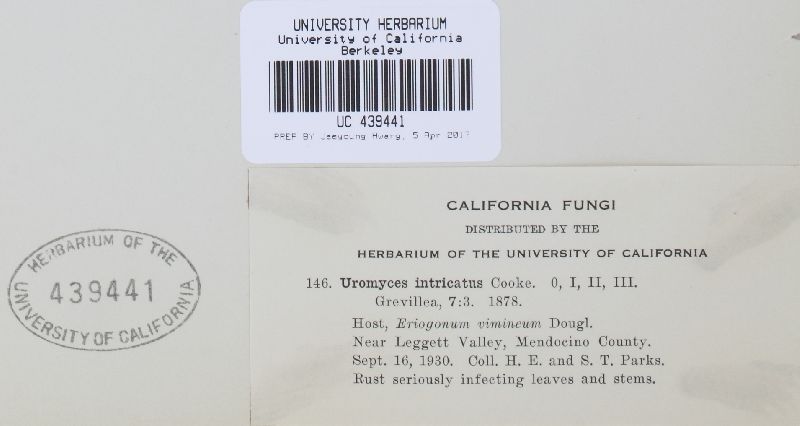 UNIVERSITY HERBARIUM
University of California
Berkeley
UC 439441
PREP BY Jaeyoung Hwang, 5 Apr 2017
HERBARIUM OF THE
439441
UNIVERSITY OF CALIFORNIA
CALIFORNIA FUNGI
DISTRIBUTED BY THE
HERBARIUM OF THE UNIVERSITY OF CALIFORNIA
146. Uromyces intricatus Cooke. 0, I, II, III.
Grevillea, 7:3. 1878.
Host, Eriogonum vimineum Dougl.
Near Leggett Valley, Mendocino County.
Sept. 16, 1930. Coll. H. E. and S. T. Parks.
Rust seriously infecting leaves and stems.